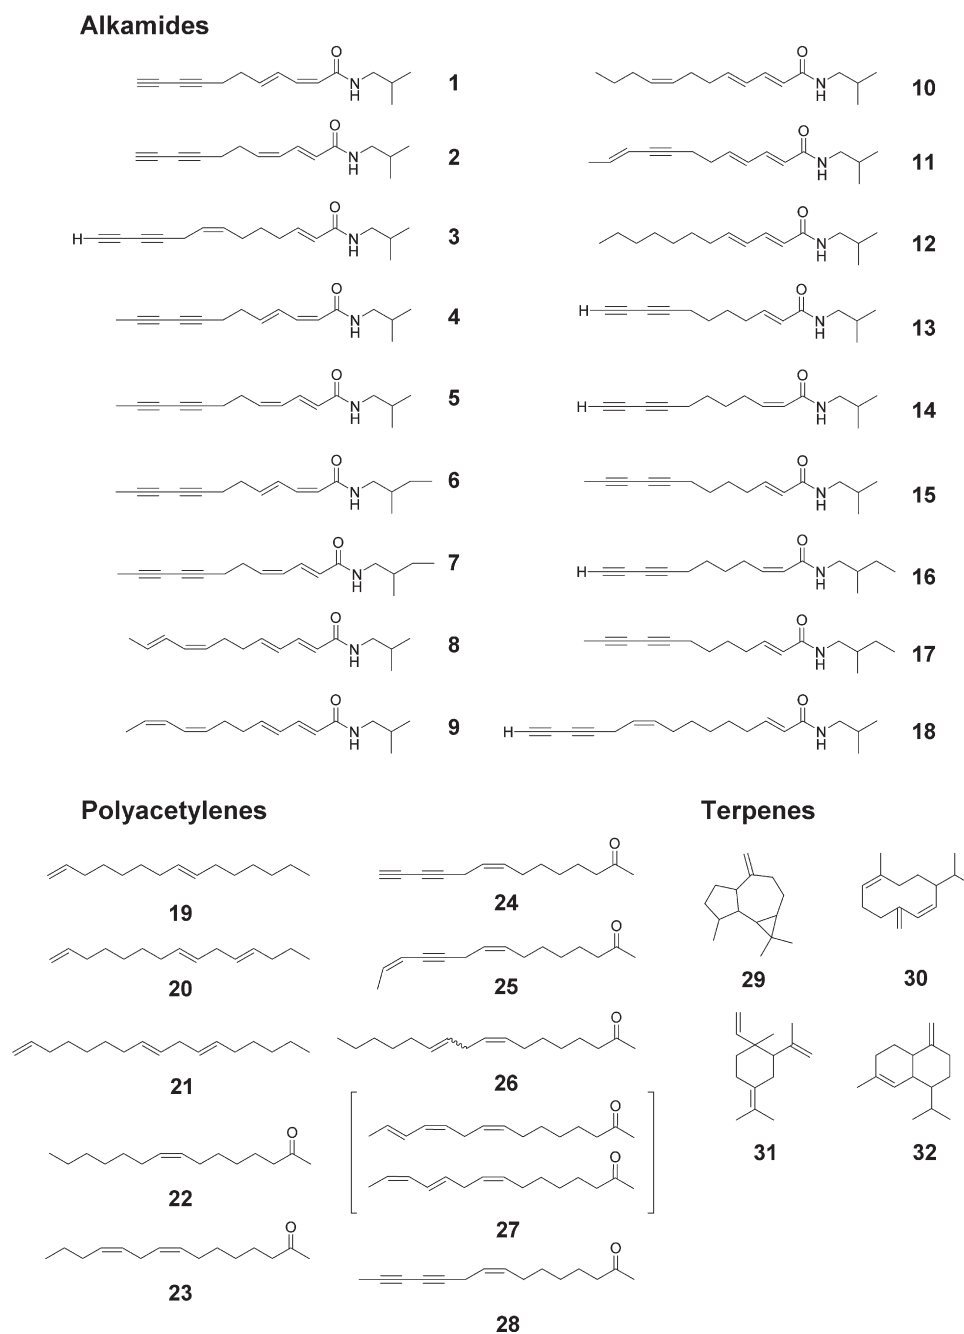 Alkamides
O
N
H
1
O
N
H
10
O
N
H
2
O
N
H
11
H
O
N
H
3
O
N
H
12
O
N
H
4
H
O
N
H
13
O
N
H
5
H
O
N
H
14
O
N
H
6
O
N
H
15
O
N
H
7
H
O
N
H
16
O
N
H
8
O
N
H
17
O
N
H
9
H
O
N
H
18
Polyacetylenes
Terpenes
19
O
24
29
30
20
O
25
21
O
26
31
32
O
22
O
O
27
O
23
O
28